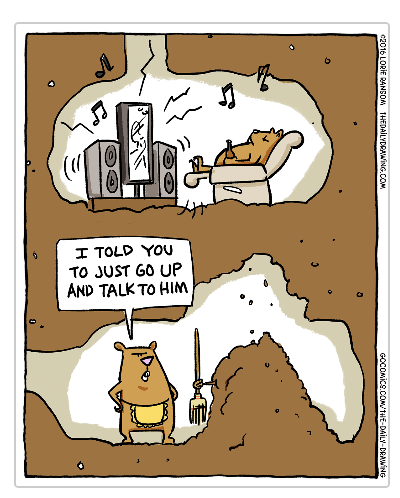 ©2016 LORIE RANSOM THEDAILYDRAWING.COM
I TOLD YOU
TO JUST GO UP
AND TALK TO HIM
GOCOMICS.COM/THE-DAILY-DRAWING